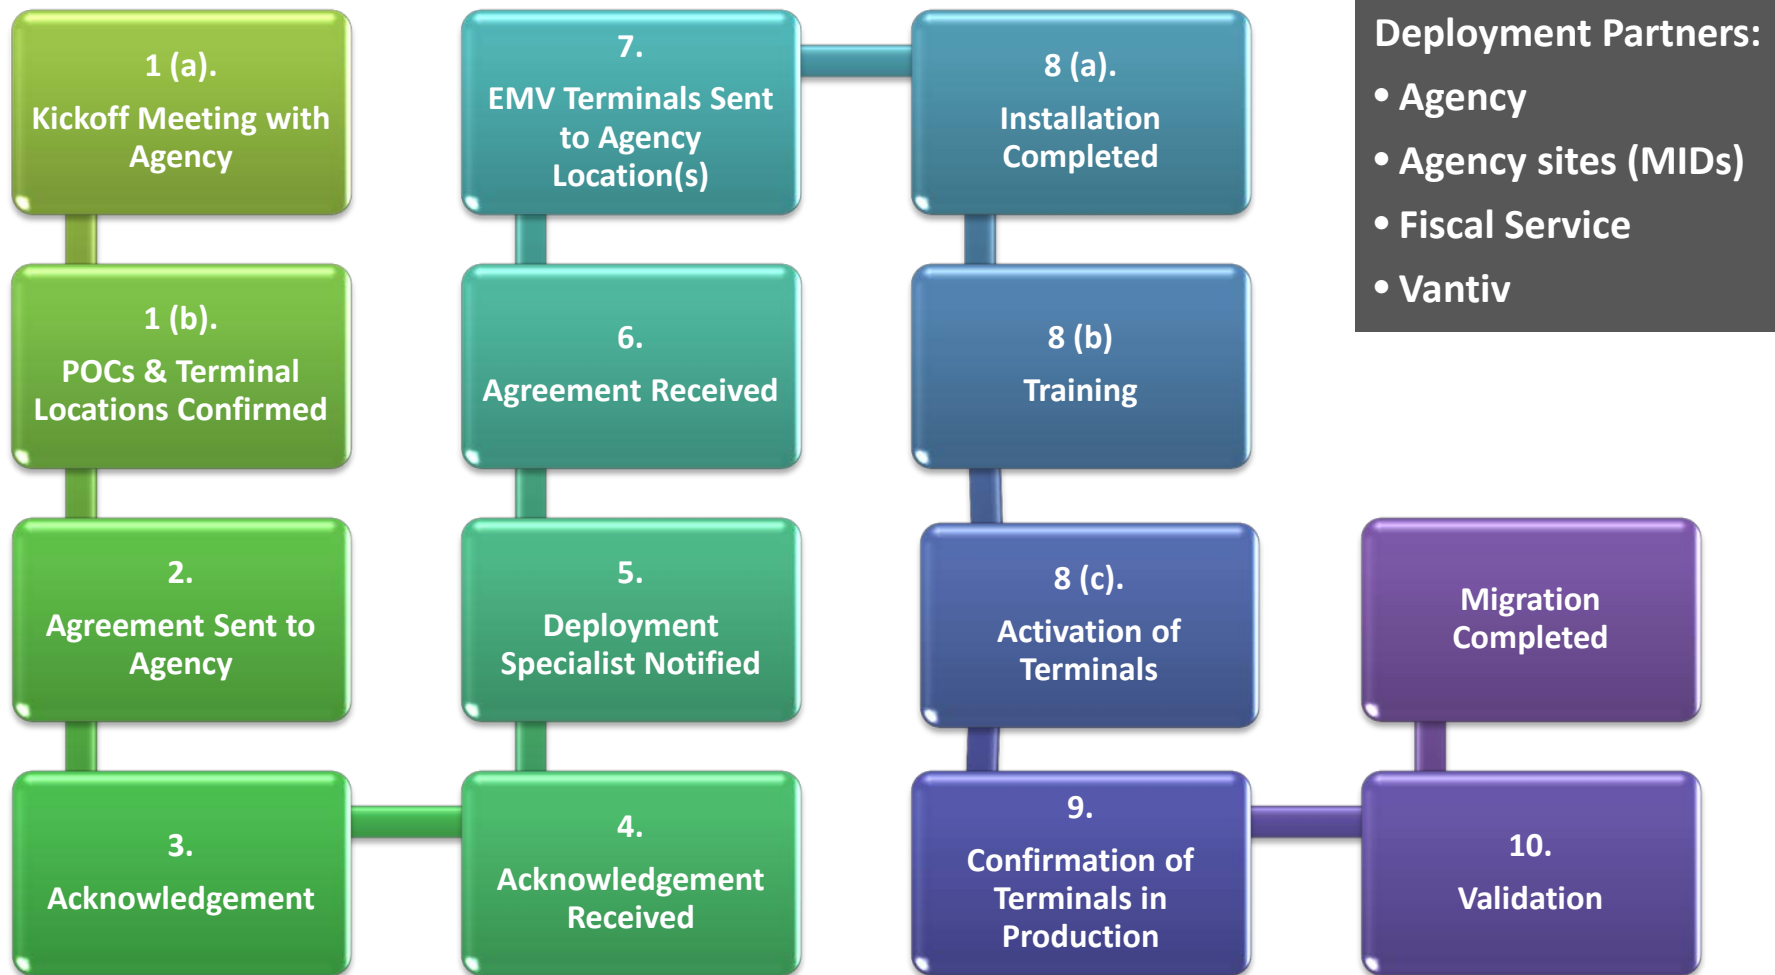 1 (a).
Kickoff Meeting with
Agency
1 (b).
POCs & Terminal
Locations Confirmed
2.
Agreement Sent to
Agency
3.
Acknowledgement
4.
Acknowledgement
Received
5.
Deployment
Specialist Notified
6.
Agreement Received
7.
EMV Terminals Sent
to Agency
Location(s)
8 (a).
Installation
Completed
8 (b)
Training
8 (c).
Activation of
Terminals
9.
Confirmation of
Terminals in
Production
10.
Validation
Migration
Completed
Deployment Partners:
• Agency
• Agency sites (MIDs)
• Fiscal Service
• Vantiv